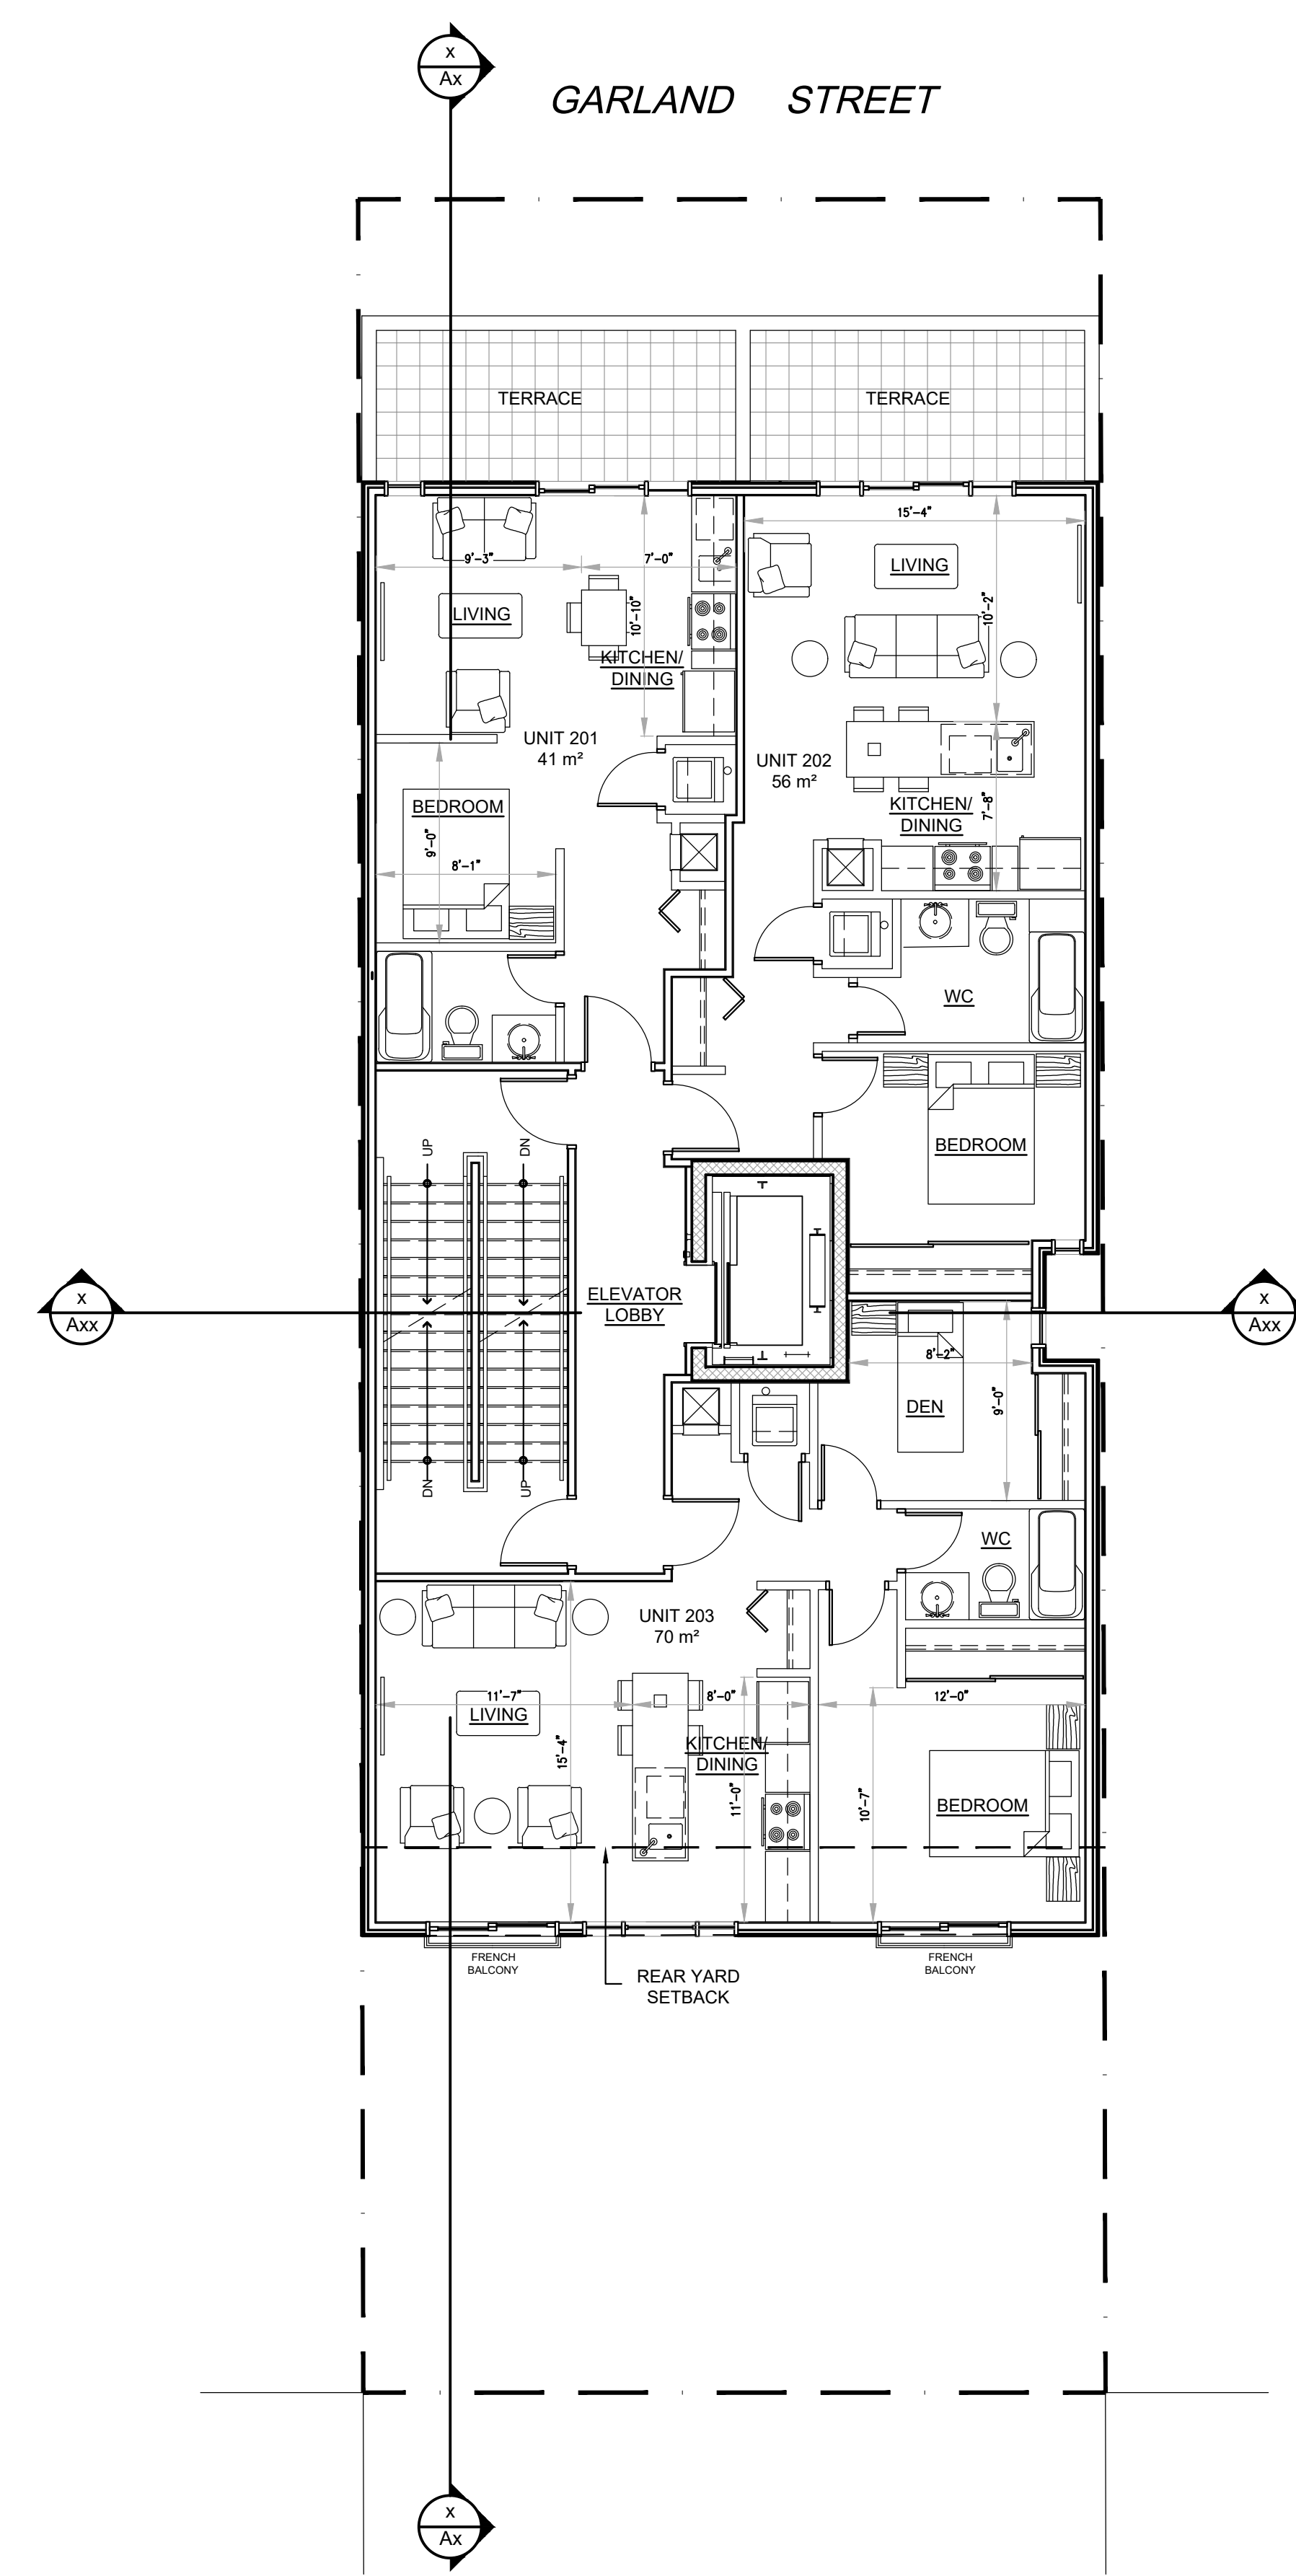 x
Ax
GARLAND STREET
TERRACE
TERRACE
15'-4"
9'-3"
7'-0"
LIVING
10'-10"
10'-2"
LIVING
KITCHEN/
DINING
UNIT 201
41 m²
UNIT 202
56 m²
BEDROOM
9'-0"
8'-1"
KITCHEN/
DINING
7'-8"
WC
UP
DN
BEDROOM
x
Axx
ELEVATOR
LOBBY
x
Axx
8'-2"
9'-0"
DEN
DN
UP
WC
UNIT 203
70 m²
11'-7"
LIVING
8'-0"
12'-0"
15'-4"
KITCHEN/
DINING
11'-0"
10'-7"
BEDROOM
FRENCH
BALCONY
FRENCH
BALCONY
REAR YARD
SETBACK
x
Ax